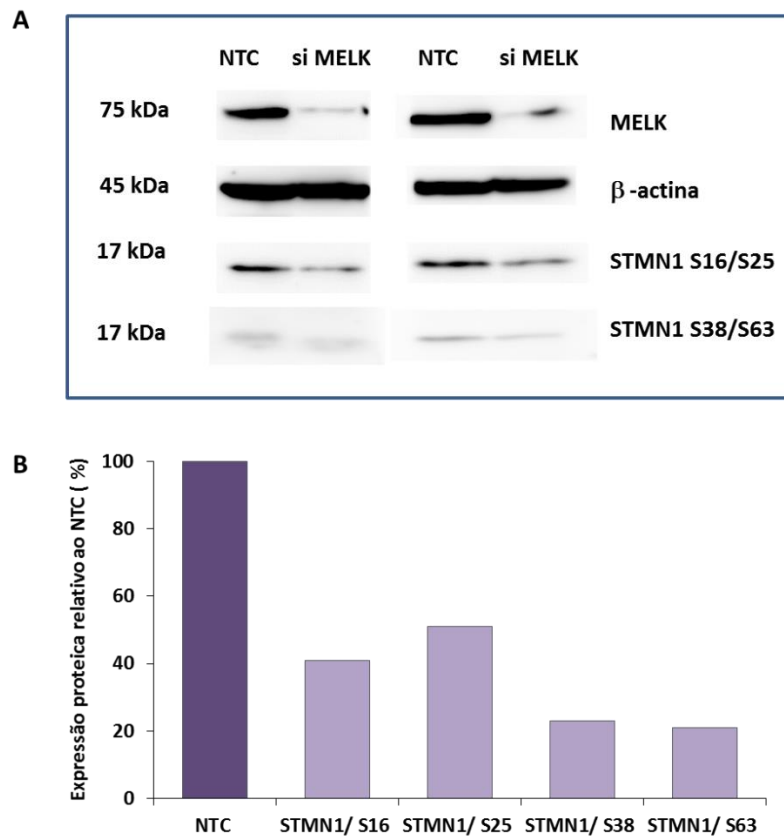 A
NTC si MELK NTC si MELK
75 kDa MELK
45 kDa β -actina
17 kDa STMN1 S16/S25
17 kDa STMN1 S38/S63
B
Expressão proteica relativo ao NTC ( %)
100
80
60
40
20
0
NTC STMN1/ S16 STMN1/ S25 STMN1/ S38 STMN1/ S63